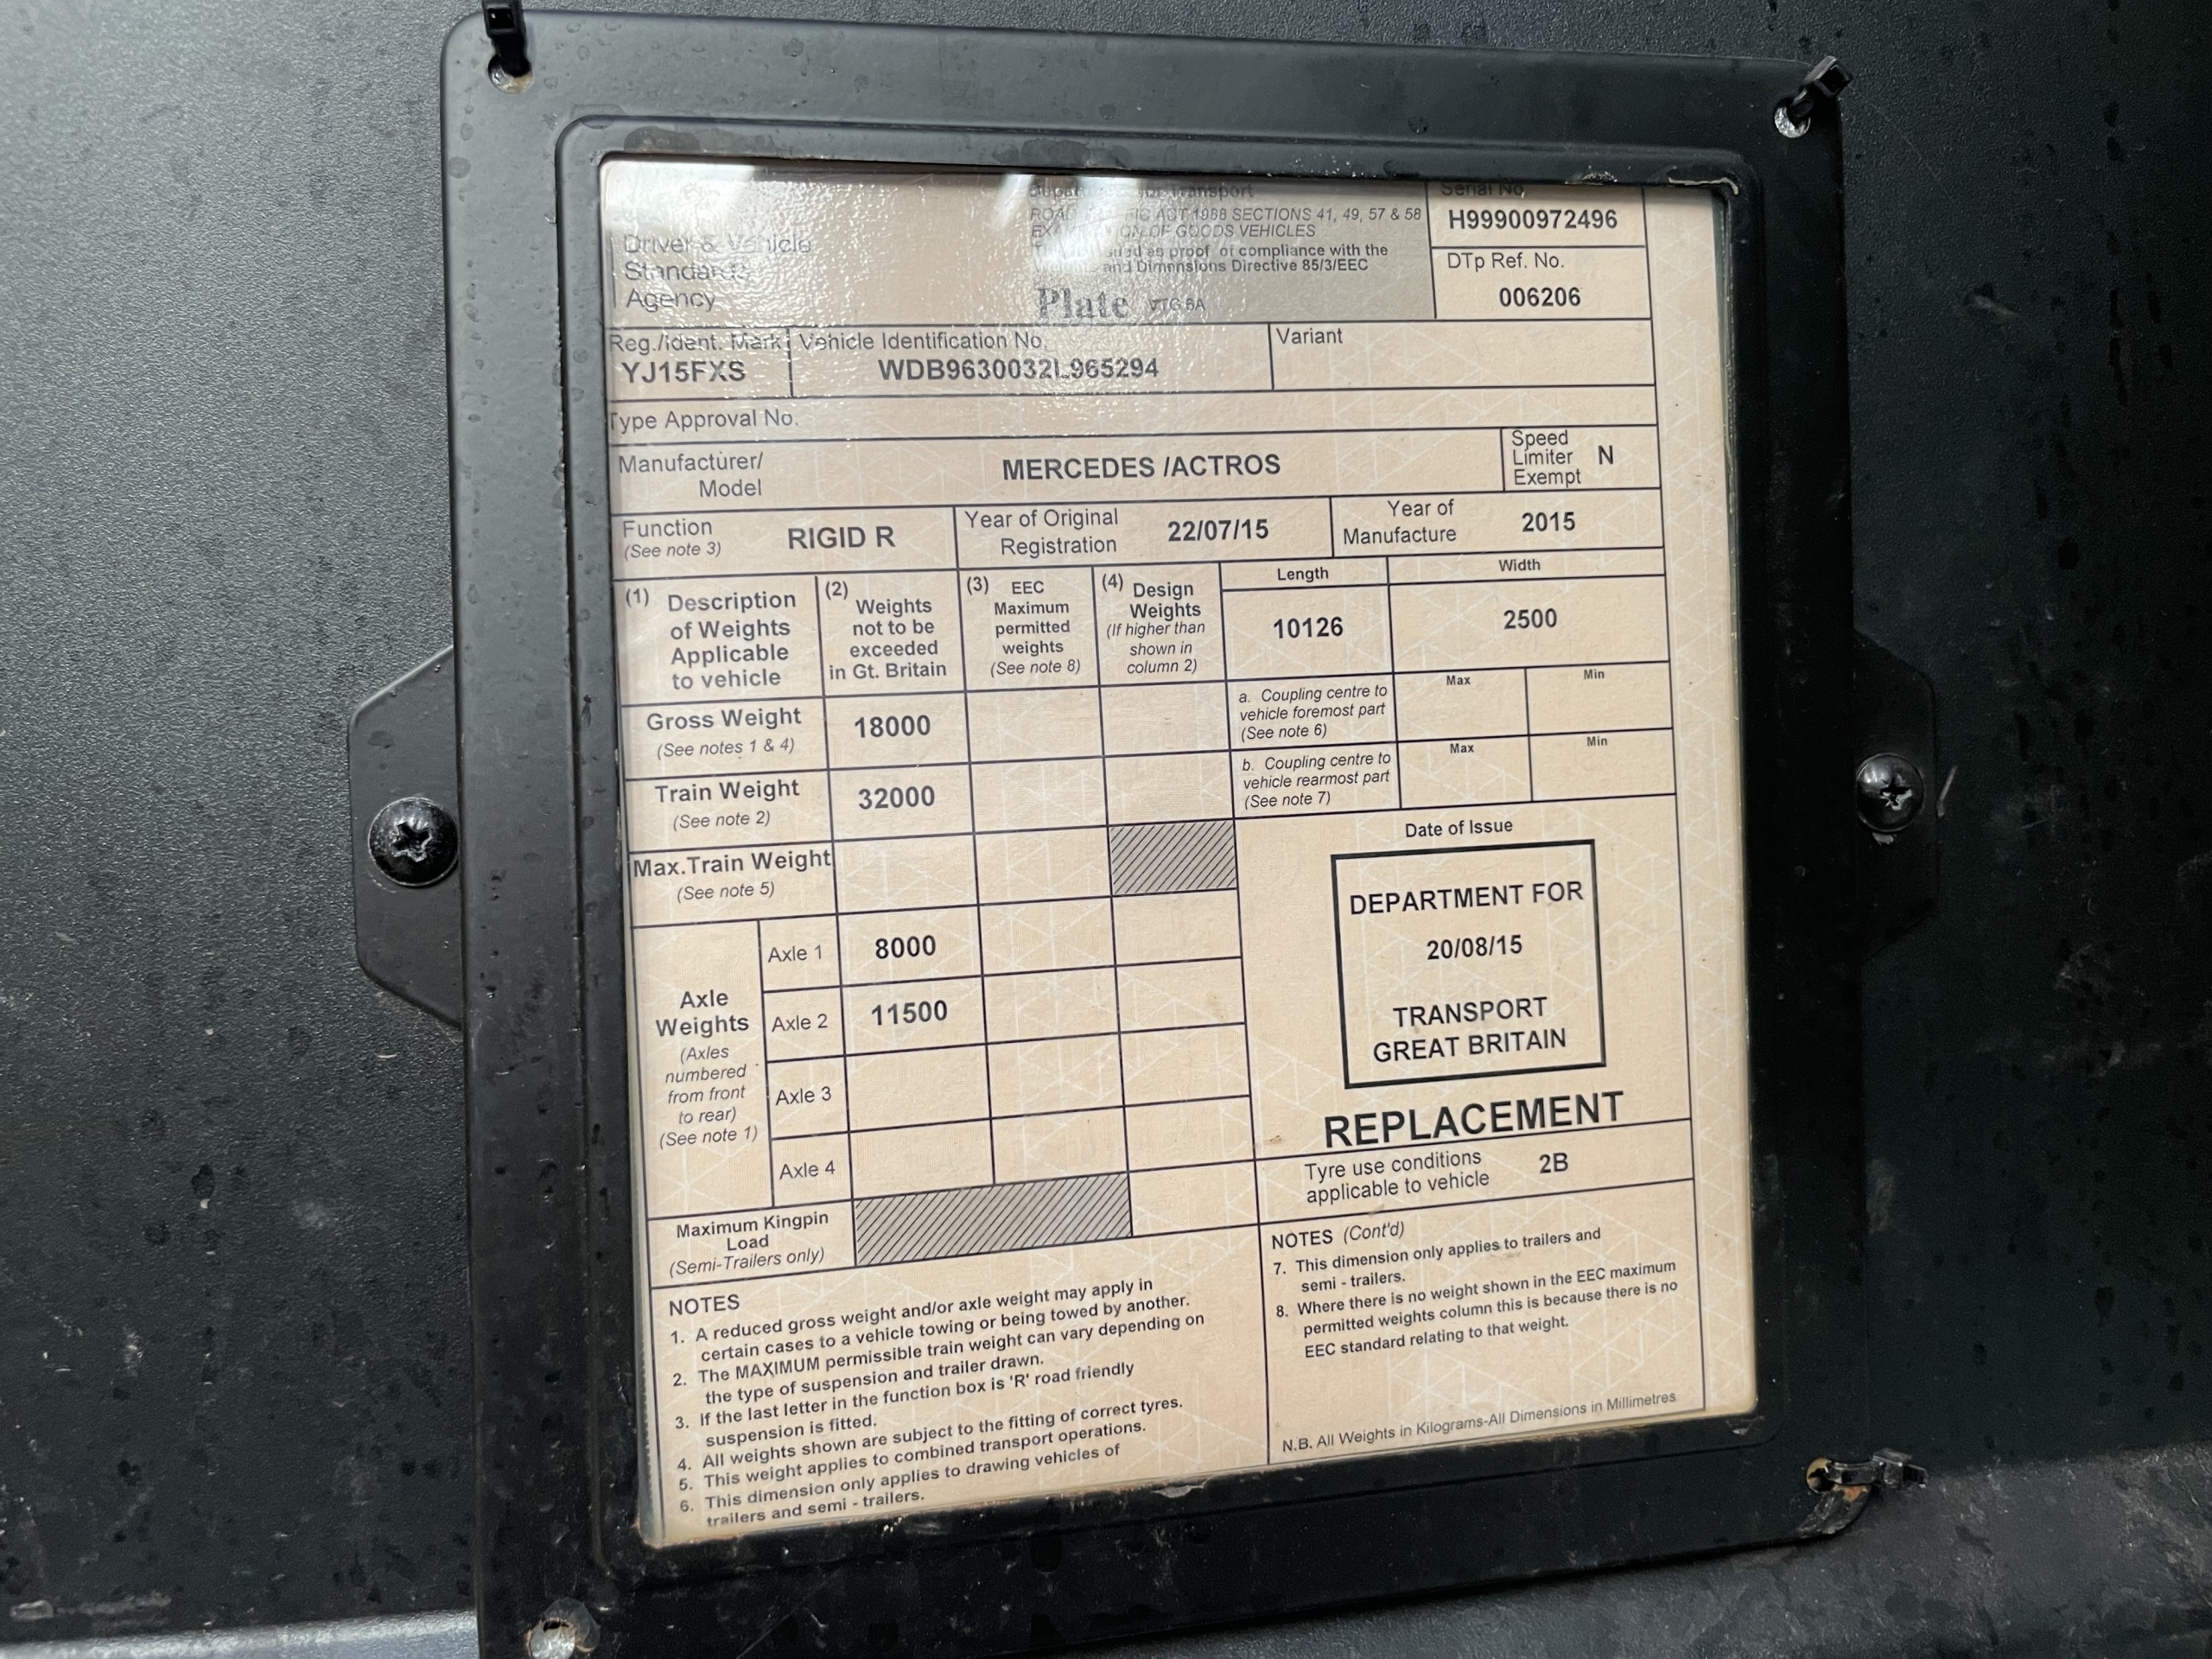 Transport
Serial No.
ROAD TRAFFIC ACT 1988 SECTIONS 41, 49, 57 & 58
H99900972496
OF GOODS VEHICLES
Driver & Vehicle
as proof of compliance with the
Standards
and Dimensions Directive 85/3/EEC
DTp Ref. No.
Agency
Plate VTG 6A
006206
Reg./Ident. Mark
Vehicle Identification No.
Variant
YJ15FXS
WDB9630032L965294
Type Approval No.
Manufacturer/
Model
MERCEDES /ACTROS
Speed
Limiter
Exempt
N
Function
(See note 3)
RIGID R
Year of Original
Registration
22/07/15
Year of
Manufacture
2015
(1) Description
of Weights
Applicable
to vehicle
(2) Weights
not to be
exceeded
in Gt. Britain
(3) EEC
Maximum
permitted
weights
(See note 8)
(4) Design
Weights
(If higher than
shown in
column 2)
Length
10126
Width
2500
Gross Weight
(See notes 1 & 4)
18000
a. Coupling centre to
vehicle foremost part
(See note 6)
Max
Min
Train Weight
(See note 2)
32000
b. Coupling centre to
vehicle rearmost part
(See note 7)
Max
Min
Max.Train Weight
(See note 5)
Axle
Weights
(Axles
numbered
from front
to rear)
(See note 1)
Axle 1
8000
Axle 2
11500
Axle 3
Axle 4
Maximum Kingpin
Load
(Semi-Trailers only)
Date of Issue
DEPARTMENT FOR
20/08/15
TRANSPORT
GREAT BRITAIN
REPLACEMENT
Tyre use conditions
applicable to vehicle
2B
NOTES
1. A reduced gross weight and/or axle weight may apply in
certain cases to a vehicle towing or being towed by another.
2. The MAXIMUM permissible train weight can vary depending on
the type of suspension and trailer drawn.
3. If the last letter in the function box is 'R' road friendly
suspension is fitted.
4. All weights shown are subject to the fitting of correct tyres.
5. This weight applies to combined transport operations.
6. This dimension only applies to drawing vehicles of
trailers and semi - trailers.
NOTES (Cont'd)
7. This dimension only applies to trailers and
semi - trailers.
8. Where there is no weight shown in the EEC maximum
permitted weights column this is because there is no
EEC standard relating to that weight.
N.B. All Weights in Kilograms-All Dimensions in Millimetres